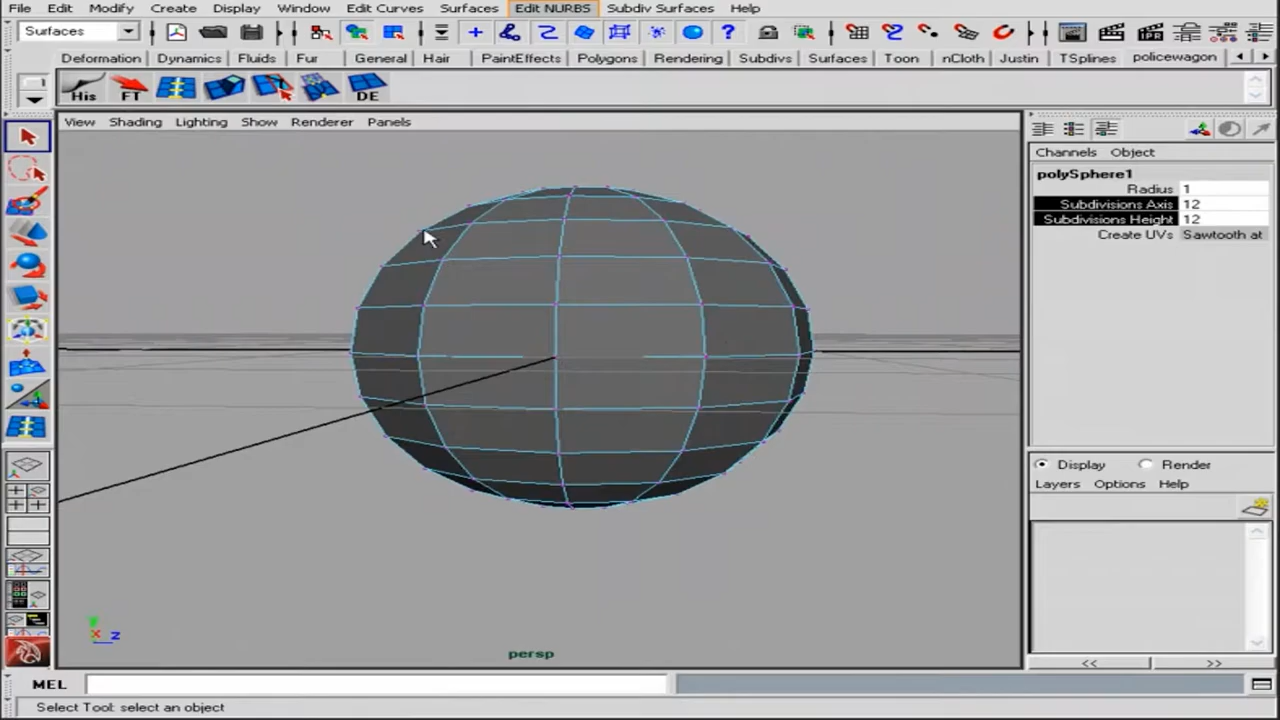 File Edit Modify Create Display Window Edit Curves Surfaces Edit NURBS Subdiv Surfaces Help
Surfaces
Deformation Dynamics Fluids Fur General Hair PaintEffects Polygons Rendering Subdivs Surfaces Toon nCloth Justin TSplines policewagon
His FT DE
View Shading Lighting Show Renderer Panels
Channels Object
polySphere1
Radius 1
Subdivisions Axis 12
Subdivisions Height 12
Create UVs Sawtooth at
Display Render
Layers Options Help
y
x z
persp
<< >>
MEL
Select Tool: select an object